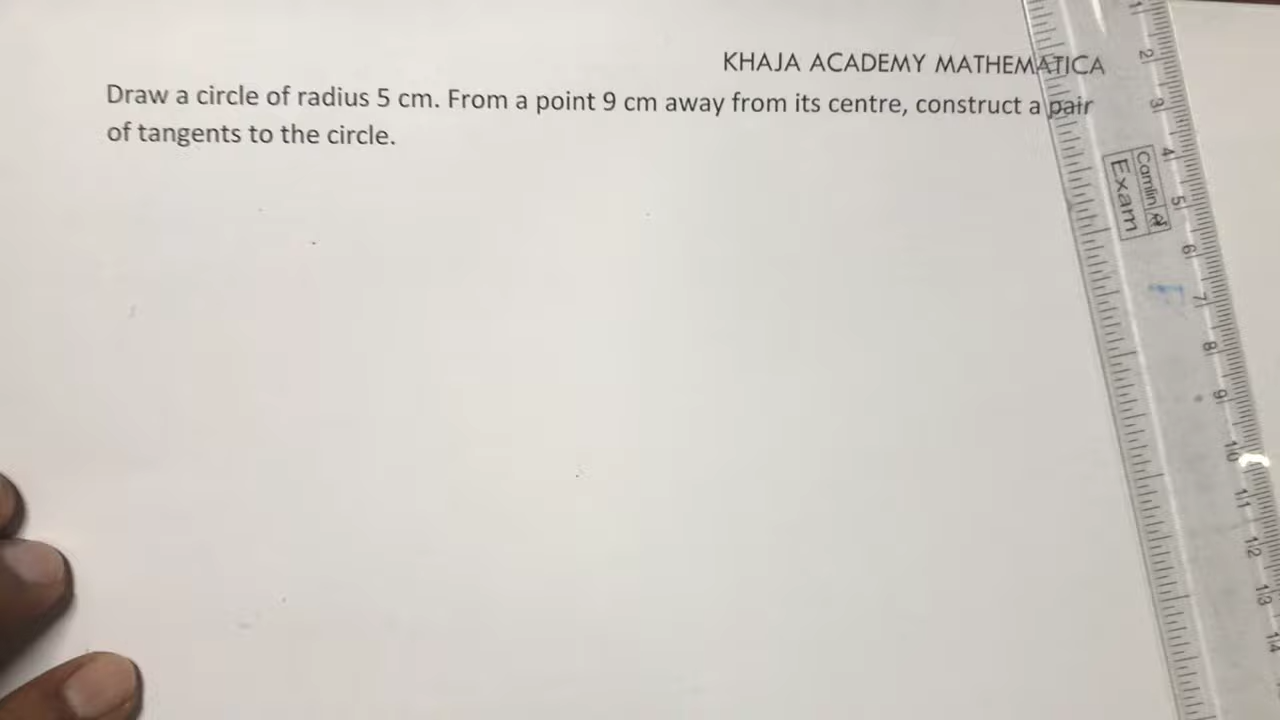 KHAJA ACADEMY MATHEMATICA
Draw a circle of radius 5 cm. From a point 9 cm away from its centre, construct a pair
of tangents to the circle.
Camlin
Exam
1 2 3 4 5 6 7 8 9 10 11 12 13 14